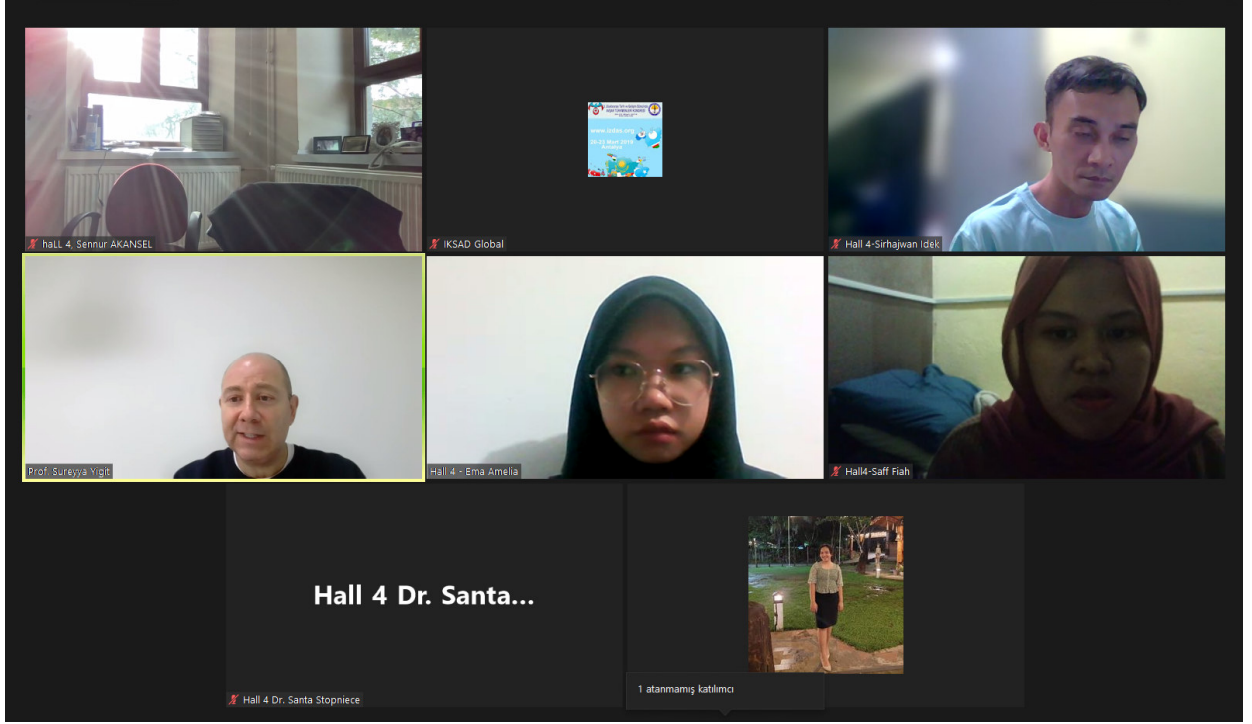 haLL 4, Sennur AKANSEL
www.izdas.org
IKSAD Global
Hall 4-Sirhajwan Idek
Prof. Sureyya Yigit
Hall 4 - Ema Amelia
Hall4-Saff Fiah
Hall 4 Dr. Santa...
Hall 4 Dr. Santa Stopniece
1 atanmamış katılımcı